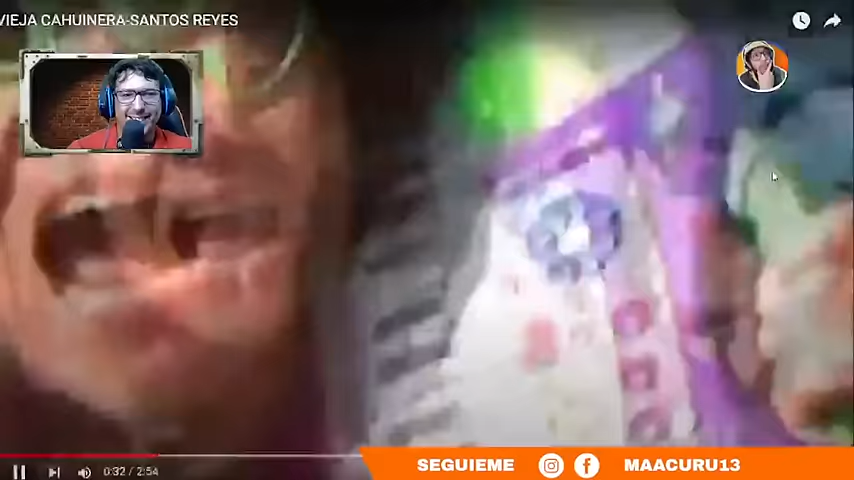 VIEJA CAHUINERA-SANTOS REYES
0:32 / 2:54
SEGUIEME MAACURU13